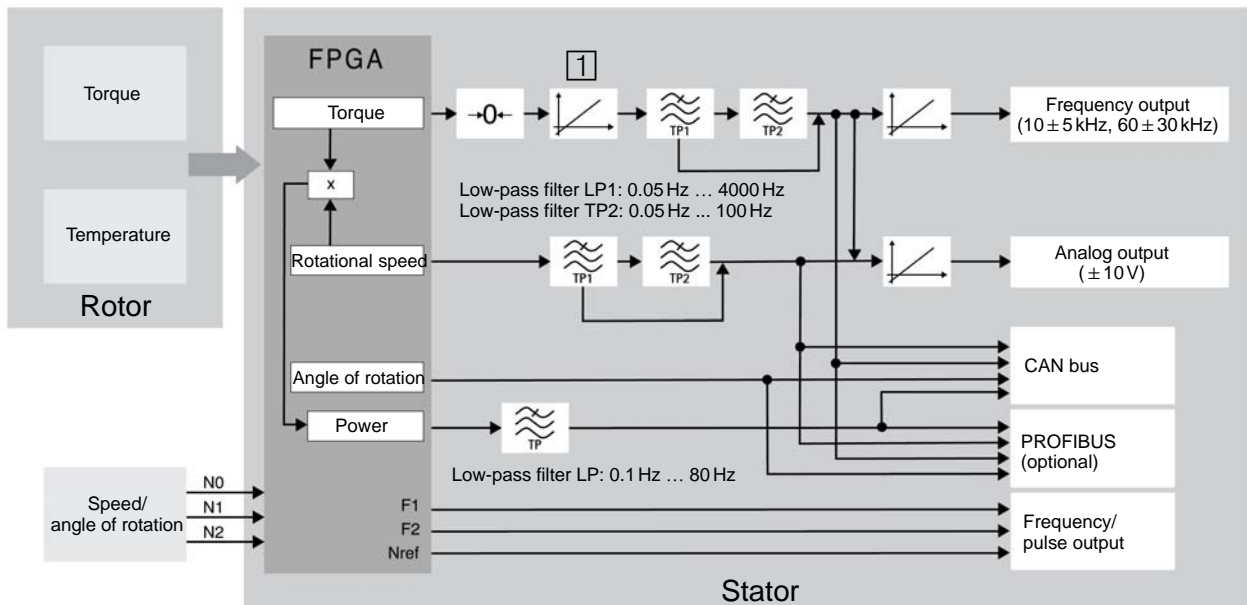 FPGA
1
Torque
Torque
→0←
TP1
TP2
Frequency output
(10 ± 5 kHz, 60 ± 30 kHz)
x
Low-pass filter LP1: 0.05 Hz … 4000 Hz
Low-pass filter TP2: 0.05 Hz ... 100 Hz
Temperature
Rotational speed
TP1
TP2
Analog output
(± 10 V)
Rotor
Angle of rotation
CAN bus
Power
TP
PROFIBUS
(optional)
Low-pass filter LP: 0.1 Hz … 80 Hz
Speed/
angle of rotation
N0
N1
N2
F1
F2
Nref
Frequency/
pulse output
Stator